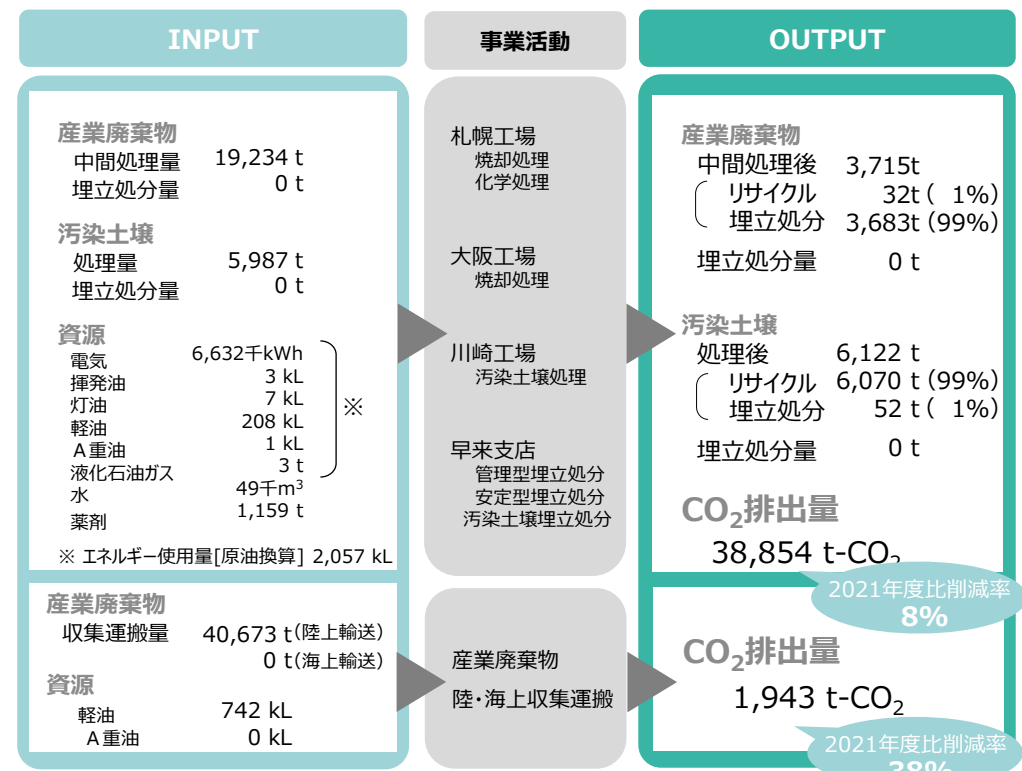 INPUT
産業廃棄物
中間処理量 19,234 t
埋立処分量 0 t
汚染土壌
処理量 5,987 t
埋立処分量 0 t
資源
電気 6,632千kWh
揮発油 3 kL
灯油 7 kL
軽油 208 kL
A重油 1 kL
液化石油ガス 3 t
※
水 49千m³
薬剤 1,159 t
※ エネルギー使用量[原油換算] 2,057 kL
産業廃棄物
収集運搬量 40,673 t(陸上輸送)
0 t(海上輸送)
資源
軽油 742 kL
A重油 0 kL
事業活動
札幌工場
焼却処理
化学処理
大阪工場
焼却処理
川崎工場
汚染土壌処理
早来支店
管理型埋立処分
安定型埋立処分
汚染土壌埋立処分
産業廃棄物
陸・海上収集運搬
OUTPUT
産業廃棄物
中間処理後 3,715t
リサイクル 32t ( 1%)
埋立処分 3,683t (99%)
埋立処分量 0 t
汚染土壌
処理後 6,122 t
リサイクル 6,070 t (99%)
埋立処分 52 t ( 1%)
埋立処分量 0 t
CO₂排出量
38,854 t-CO₂
2021年度比削減率
8%
CO₂排出量
1,943 t-CO₂
2021年度比削減率
38%